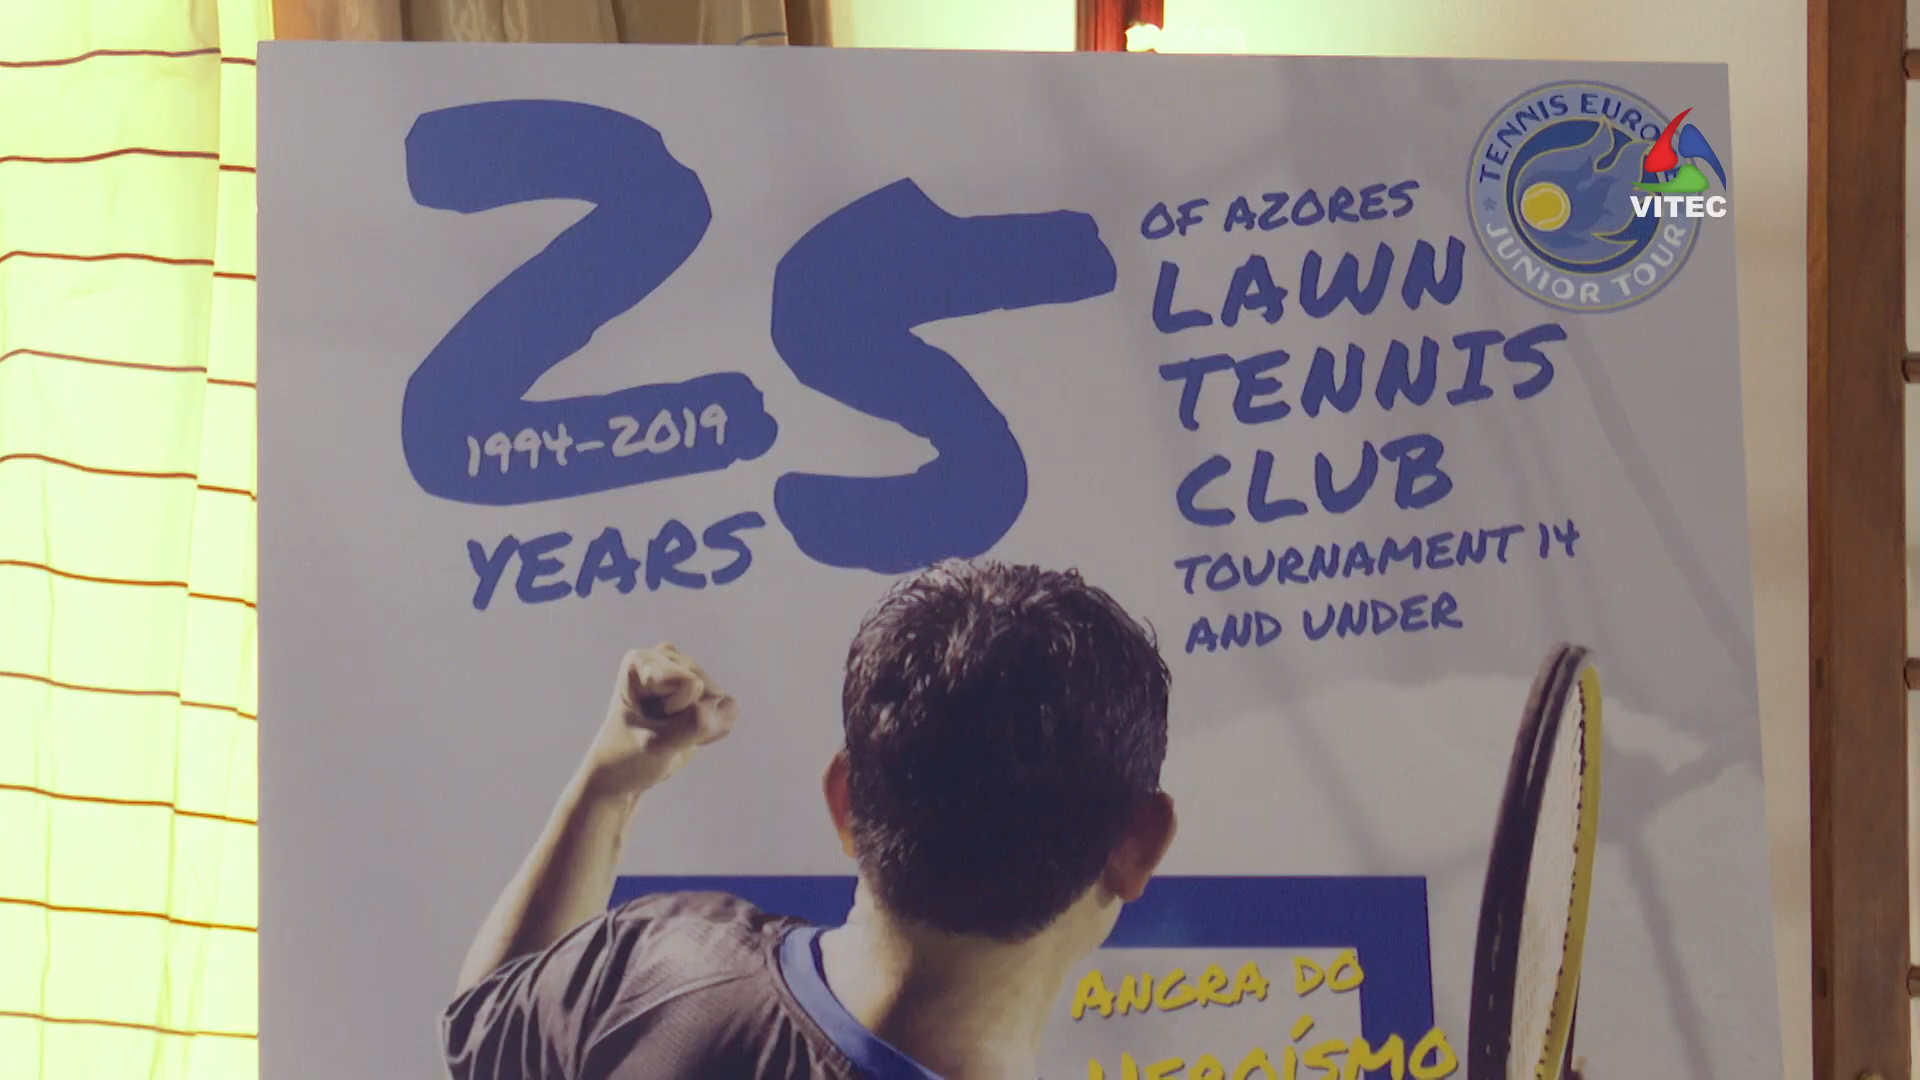 25
1994-2019
YEARS
OF AZORES
LAWN
TENNIS
CLUB
TOURNAMENT 14
AND UNDER
TENNIS EURO
JUNIOR TOUR
VITEC
ANGRA DO
HEROÍSMO